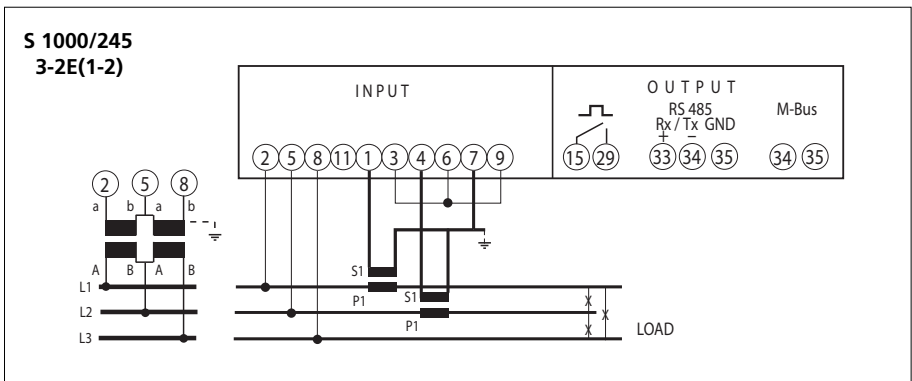 S 1000/245
3-2E(1-2)
INPUT
OUTPUT
RS 485
Rx / Tx GND
+ –
M-Bus
2 5 8 11 1 3 4 6 7 9
15 29 33 34 35 34 35
2 5 8
a b a b
A B A B
S1
P1
S1
P1
L1
L2
L3
LOAD